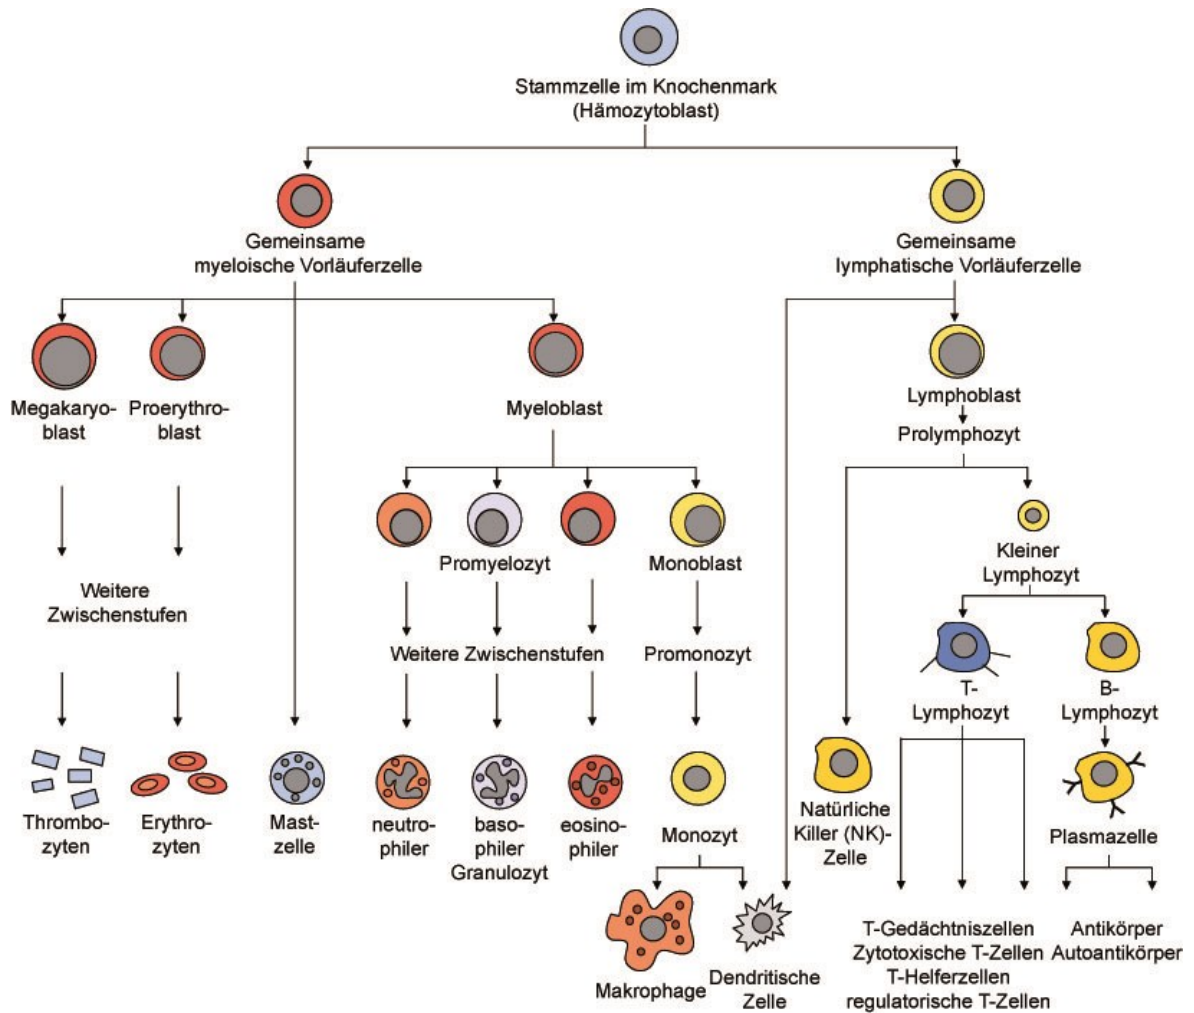 Stammzelle im Knochenmark
(Hämozytoblast)
Gemeinsame
myeloische Vorläuferzelle
Gemeinsame
lymphatische Vorläuferzelle
Megakaryo-
blast
Proerythro-
blast
Myeloblast
Lymphoblast
Prolymphozyt
Promyelozyt
Monoblast
Kleiner
Lymphozyt
Weitere
Zwischenstufen
Weitere Zwischenstufen
Promonozyt
T-
Lymphozyt
B-
Lymphozyt
Thrombo-
zyten
Erythro-
zyten
Mast-
zelle
neutro-
philer
baso-
philer
Granulozyt
eosino-
philer
Monozyt
Natürliche
Killer (NK)-
Zelle
Plasmazelle
Makrophage
Dendritische
Zelle
T-Gedächtniszellen
Zytotoxische T-Zellen
T-Helferzellen
regulatorische T-Zellen
Antikörper
Autoantikörper